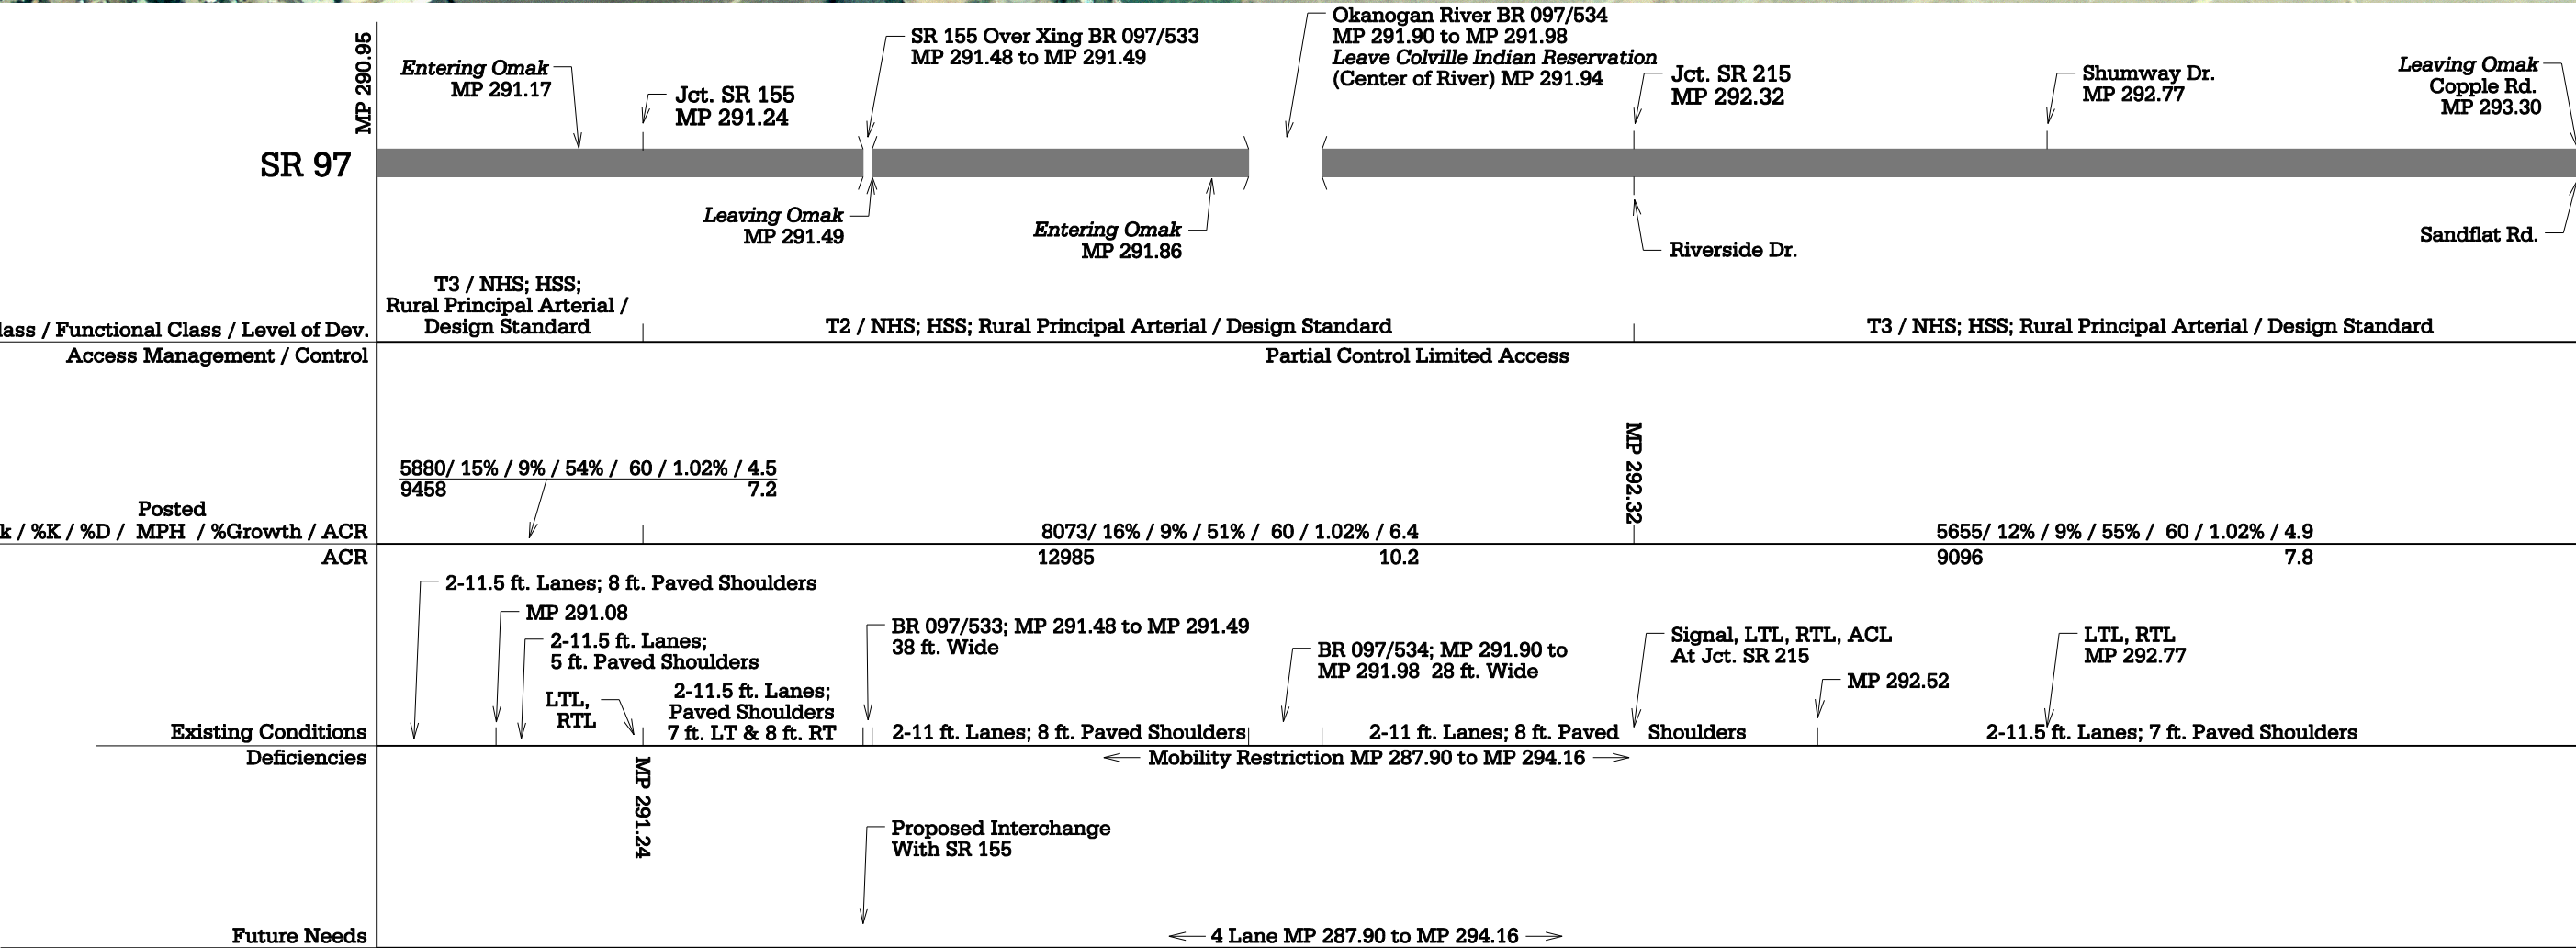 MP 290.95
Entering Omak
MP 291.17
Jct. SR 155
MP 291.24
SR 155 Over Xing BR 097/533
MP 291.48 to MP 291.49
Okanogan River BR 097/534
MP 291.90 to MP 291.98
Leave Colville Indian Reservation
(Center of River) MP 291.94
Jct. SR 215
MP 292.32
Shumway Dr.
MP 292.77
Leaving Omak
Copple Rd.
MP 293.30
SR 97
Leaving Omak
MP 291.49
Entering Omak
MP 291.86
Riverside Dr.
Sandflat Rd.
lass / Functional Class / Level of Dev.
T3 / NHS; HSS;
Rural Principal Arterial /
Design Standard
T2 / NHS; HSS; Rural Principal Arterial / Design Standard
T3 / NHS; HSS; Rural Principal Arterial / Design Standard
Access Management / Control
Partial Control Limited Access
MP 292.32
Posted
k / %K / %D / MPH / %Growth / ACR
ACR
5880/ 15% / 9% / 54% / 60 / 1.02% / 4.5
9458 7.2
8073/ 16% / 9% / 51% / 60 / 1.02% / 6.4
12985 10.2
5655/ 12% / 9% / 55% / 60 / 1.02% / 4.9
9096 7.8
2-11.5 ft. Lanes; 8 ft. Paved Shoulders
MP 291.08
2-11.5 ft. Lanes;
5 ft. Paved Shoulders
LTL,
RTL
2-11.5 ft. Lanes;
Paved Shoulders
7 ft. LT & 8 ft. RT
BR 097/533; MP 291.48 to MP 291.49
38 ft. Wide
BR 097/534; MP 291.90 to
MP 291.98 28 ft. Wide
Signal, LTL, RTL, ACL
At Jct. SR 215
MP 292.52
LTL, RTL
MP 292.77
Existing Conditions
2-11 ft. Lanes; 8 ft. Paved Shoulders
2-11 ft. Lanes; 8 ft. Paved Shoulders
2-11.5 ft. Lanes; 7 ft. Paved Shoulders
Deficiencies
Mobility Restriction MP 287.90 to MP 294.16
MP 291.24
Proposed Interchange
With SR 155
Future Needs
4 Lane MP 287.90 to MP 294.16